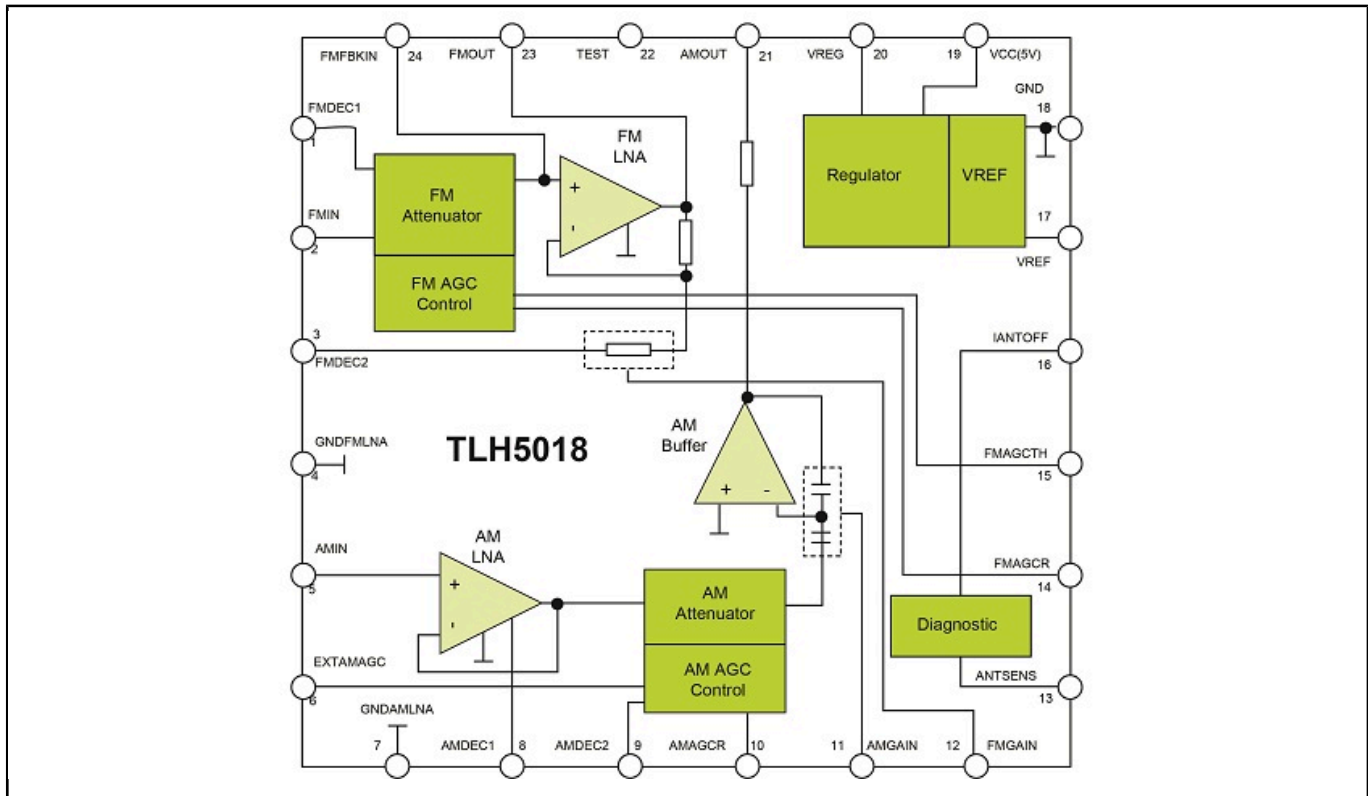 FMFBKIN
24
FMOUT
23
TEST
22
AMOUT
21
VREG
20
19
VCC(5V)
FMDEC1
1
GND
18
FM
LNA
+
-
FM
Attenuator
Regulator
VREF
FMIN
2
17
VREF
FM AGC
Control
3
FMDEC2
IANTOFF
16
GNDFMLNA
4
TLH5018
AM
Buffer
+
-
FMAGCTH
15
AMIN
5
AM
LNA
+
-
AM
Attenuator
FMAGCR
14
Diagnostic
EXTAMAGC
6
AM AGC
Control
ANTSENS
13
GNDAMLNA
7
AMDEC1
8
AMDEC2
9
AMAGCR
10
11
AMGAIN
12
FMGAIN